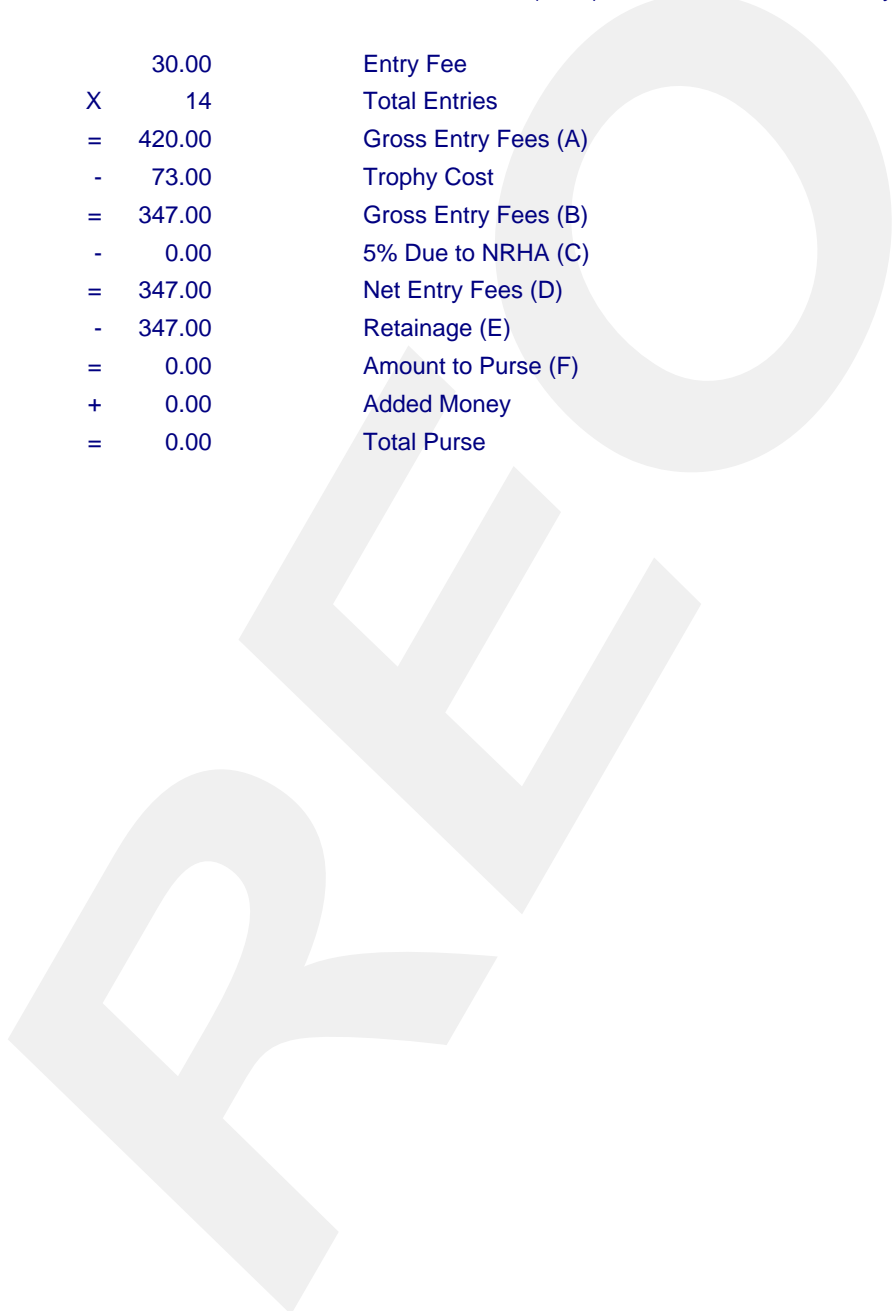 30.00 Entry Fee
X 14 Total Entries
= 420.00 Gross Entry Fees (A)
- 73.00 Trophy Cost
= 347.00 Gross Entry Fees (B)
- 0.00 5% Due to NRHA (C)
= 347.00 Net Entry Fees (D)
- 347.00 Retainage (E)
= 0.00 Amount to Purse (F)
+ 0.00 Added Money
= 0.00 Total Purse
REO